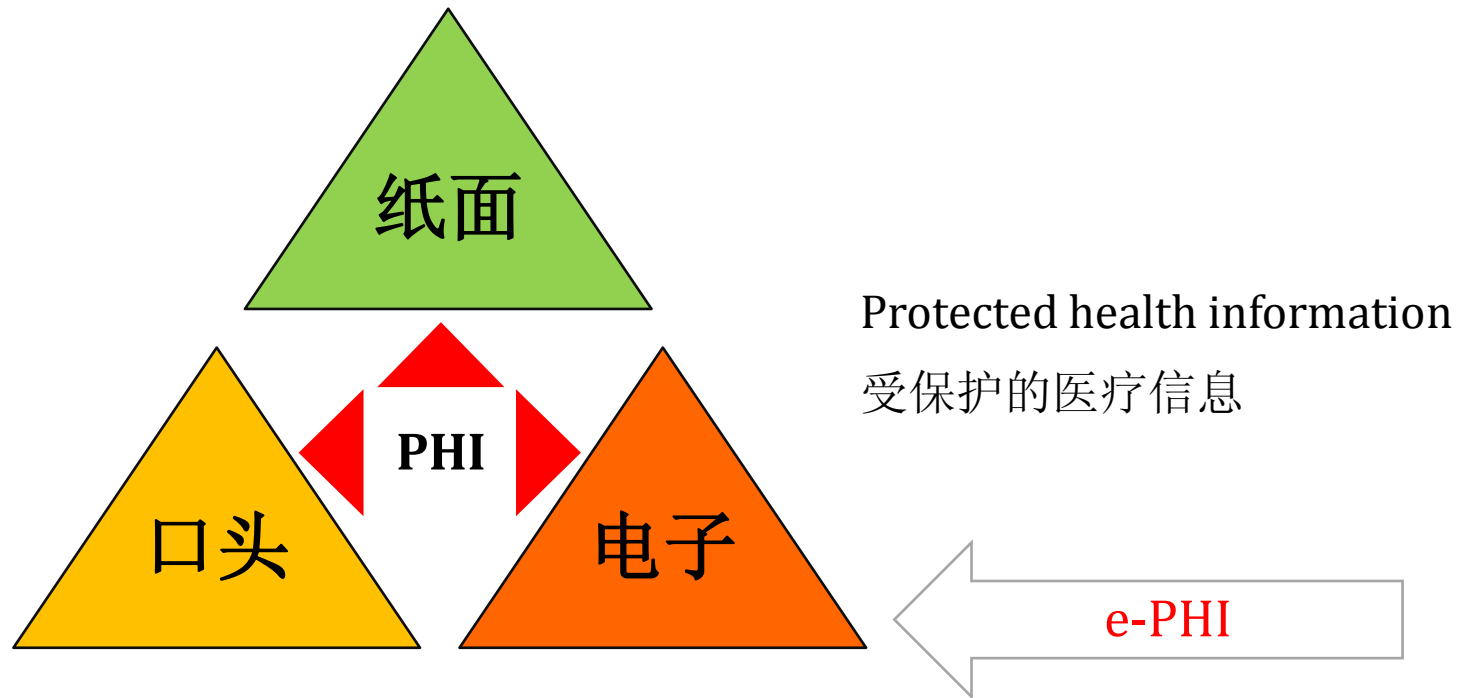 纸面
Protected health information
受保护的医疗信息
PHI
口头
电子
e-PHI